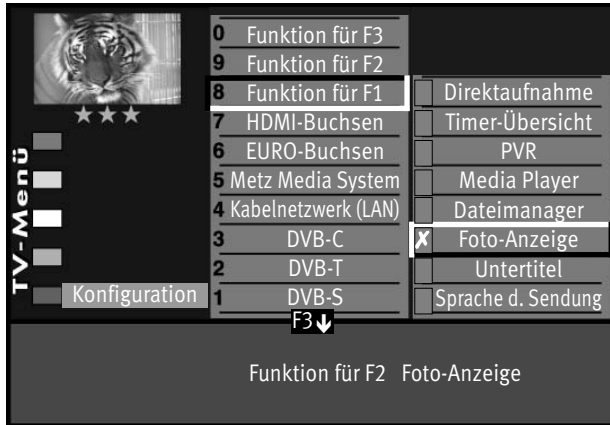 TV-Menü
0 Funktion für F3
9 Funktion für F2
8 Funktion für F1
7 HDMI-Buchsen
6 EURO-Buchsen
5 Metz Media System
4 Kabelnetzwerk (LAN)
3 DVB-C
2 DVB-T
1 DVB-S
F3
Konfiguration
Direktaufnahme
Timer-Übersicht
PVR
Media Player
Dateimanager
✗ Foto-Anzeige
Untertitel
Sprache d. Sendung
Funktion für F2 Foto-Anzeige